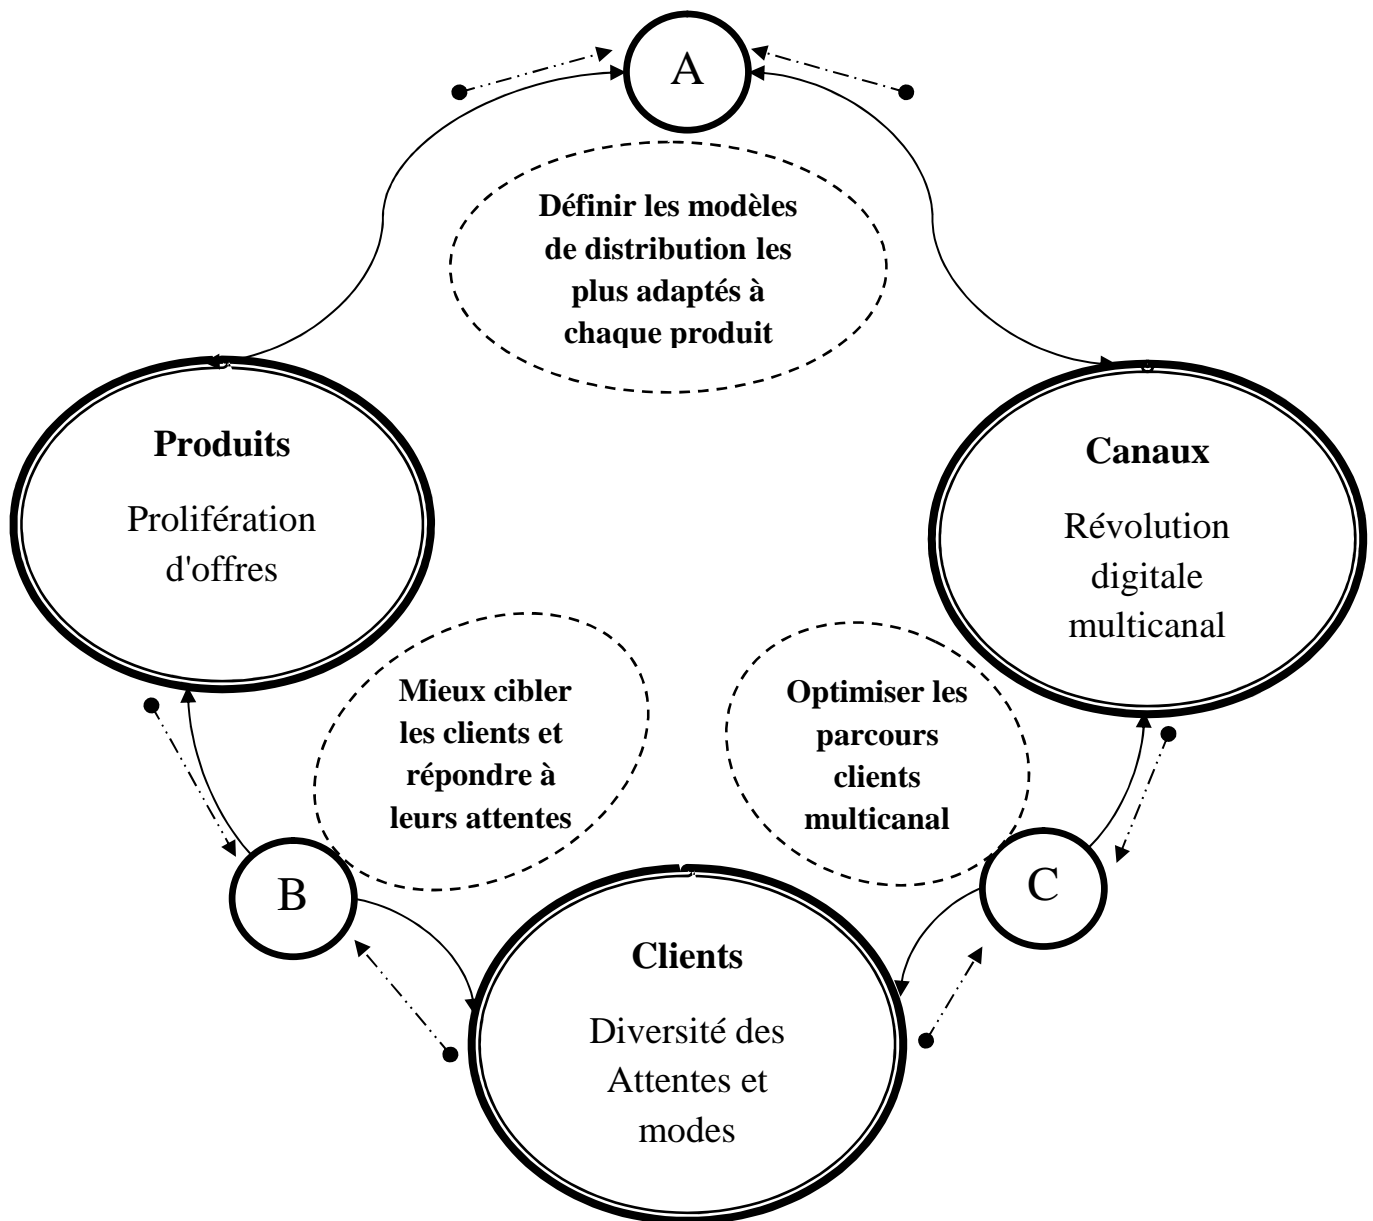 A
Définir les modèles
de distribution les
plus adaptés à
chaque produit
Produits
Prolifération
d'offres
Canaux
Révolution
digitale
multicanal
Mieux cibler
les clients et
répondre à
leurs attentes
Optimiser les
parcours
clients
multicanal
B
C
Clients
Diversité des
Attentes et
modes